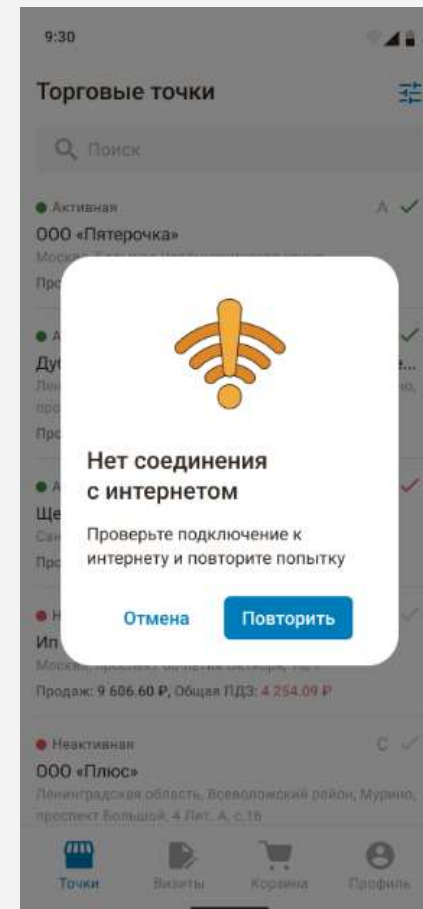 9:30
Торговые точки
Поиск
Активная A
ООО «Пятерочка»
Нет соединения
с интернетом
Проверьте подключение к
интернету и повторите попытку
Отмена Повторить
Продаж: 9 606.60 ₽, Общая ПДЗ: 4 254.09 ₽
Неактивная C
ООО «Плюс»
Ленинградская область, Всеволожский район, Мурино,
проспект Большой, 4 Лит. А, с.16
Точки Визиты Корзина Профиль